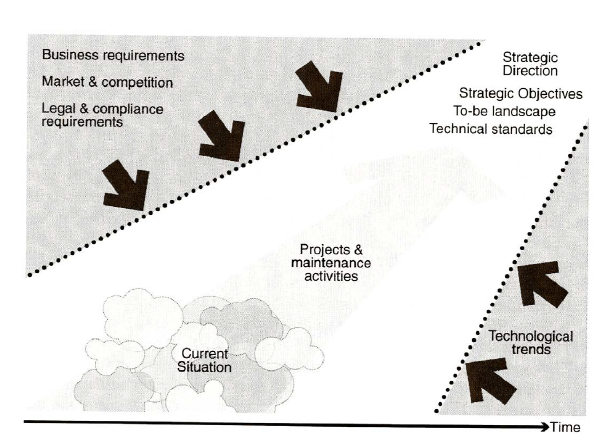 Business requirements
Market & competition
Legal & compliance
requirements
Strategic
Direction
Strategic Objectives
To-be landscape
Technical standards
Projects &
maintenance
activities
Current
Situation
Technological
trends
Time